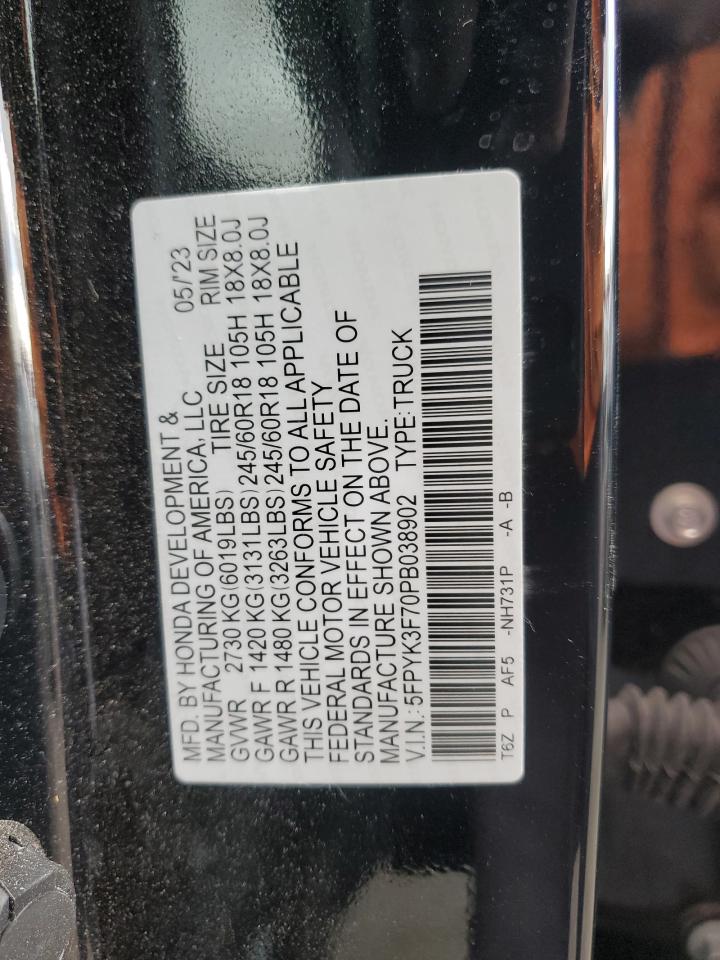 MFD. BY HONDA DEVELOPMENT & 05/'23
MANUFACTURING OF AMERICA, LLC
GVWR 2730 KG(6019LBS) TIRE SIZE RIM SIZE
GAWR F 1420 KG(3131LBS)245/60R18 105H 18X8.0J
GAWR R 1480 KG(3263LBS)245/60R18 105H 18X8.0J
THIS VEHICLE CONFORMS TO ALL APPLICABLE
FEDERAL MOTOR VEHICLE SAFETY
STANDARDS IN EFFECT ON THE DATE OF
MANUFACTURE SHOWN ABOVE.
V.I.N.: 5FPYK3F70PB038902 TYPE:TRUCK
T6Z P AF5 -NH731P -A -B